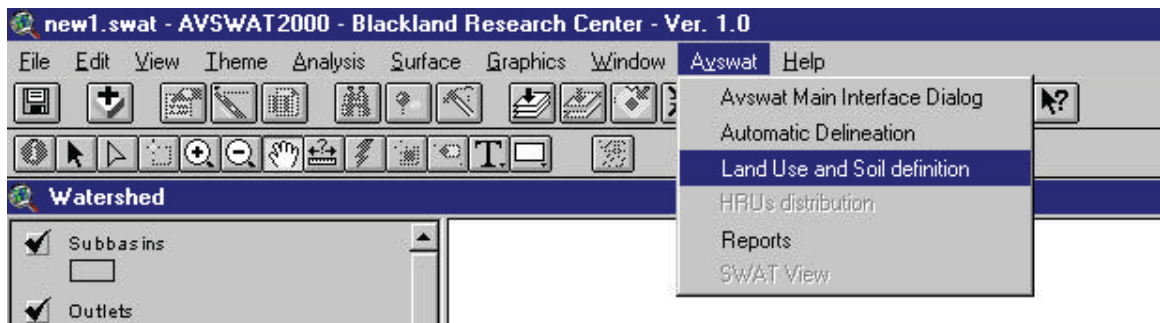 new1.swat - AVSWAT2000 - Blackland Research Center - Ver. 1.0
File Edit View Theme Analysis Surface Graphics Window Avswat Help
Avswat Main Interface Dialog
Automatic Delineation
Land Use and Soil definition
HRUs distribution
Reports
SWAT View
T
Watershed
Subbasins
Outlets